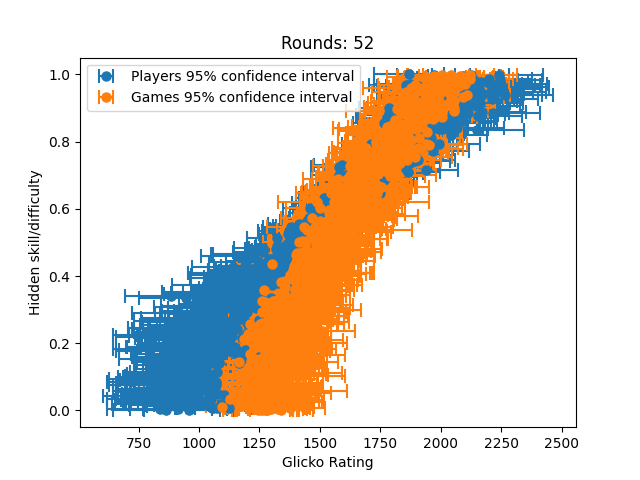 Rounds: 52
Players 95% confidence interval
Games 95% confidence interval
1.0
0.8
0.6
0.4
0.2
0.0
Hidden skill/difficulty
750 1000 1250 1500 1750 2000 2250 2500
Glicko Rating